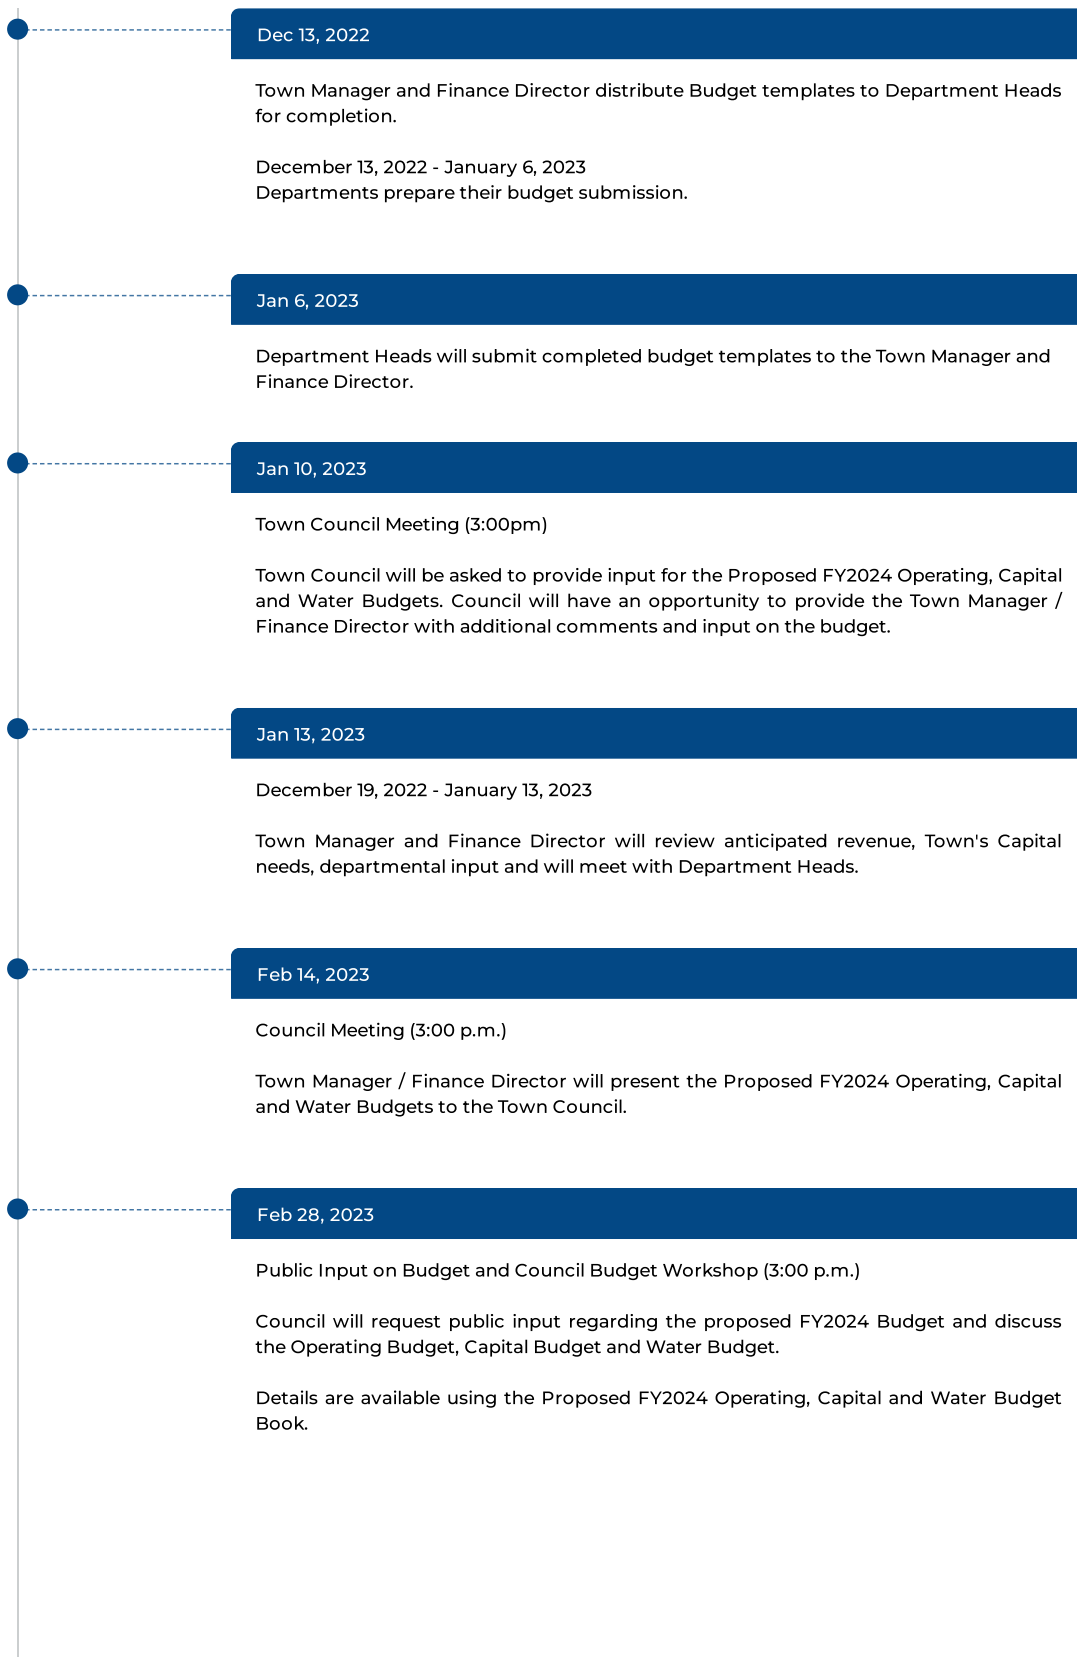 Dec 13, 2022
Town Manager and Finance Director distribute Budget templates to Department Heads
for completion.
December 13, 2022 - January 6, 2023
Departments prepare their budget submission.
Jan 6, 2023
Department Heads will submit completed budget templates to the Town Manager and
Finance Director.
Jan 10, 2023
Town Council Meeting (3:00pm)
Town Council will be asked to provide input for the Proposed FY2024 Operating, Capital
and Water Budgets. Council will have an opportunity to provide the Town Manager /
Finance Director with additional comments and input on the budget.
Jan 13, 2023
December 19, 2022 - January 13, 2023
Town Manager and Finance Director will review anticipated revenue, Town's Capital
needs, departmental input and will meet with Department Heads.
Feb 14, 2023
Council Meeting (3:00 p.m.)
Town Manager / Finance Director will present the Proposed FY2024 Operating, Capital
and Water Budgets to the Town Council.
Feb 28, 2023
Public Input on Budget and Council Budget Workshop (3:00 p.m.)
Council will request public input regarding the proposed FY2024 Budget and discuss
the Operating Budget, Capital Budget and Water Budget.
Details are available using the Proposed FY2024 Operating, Capital and Water Budget
Book.